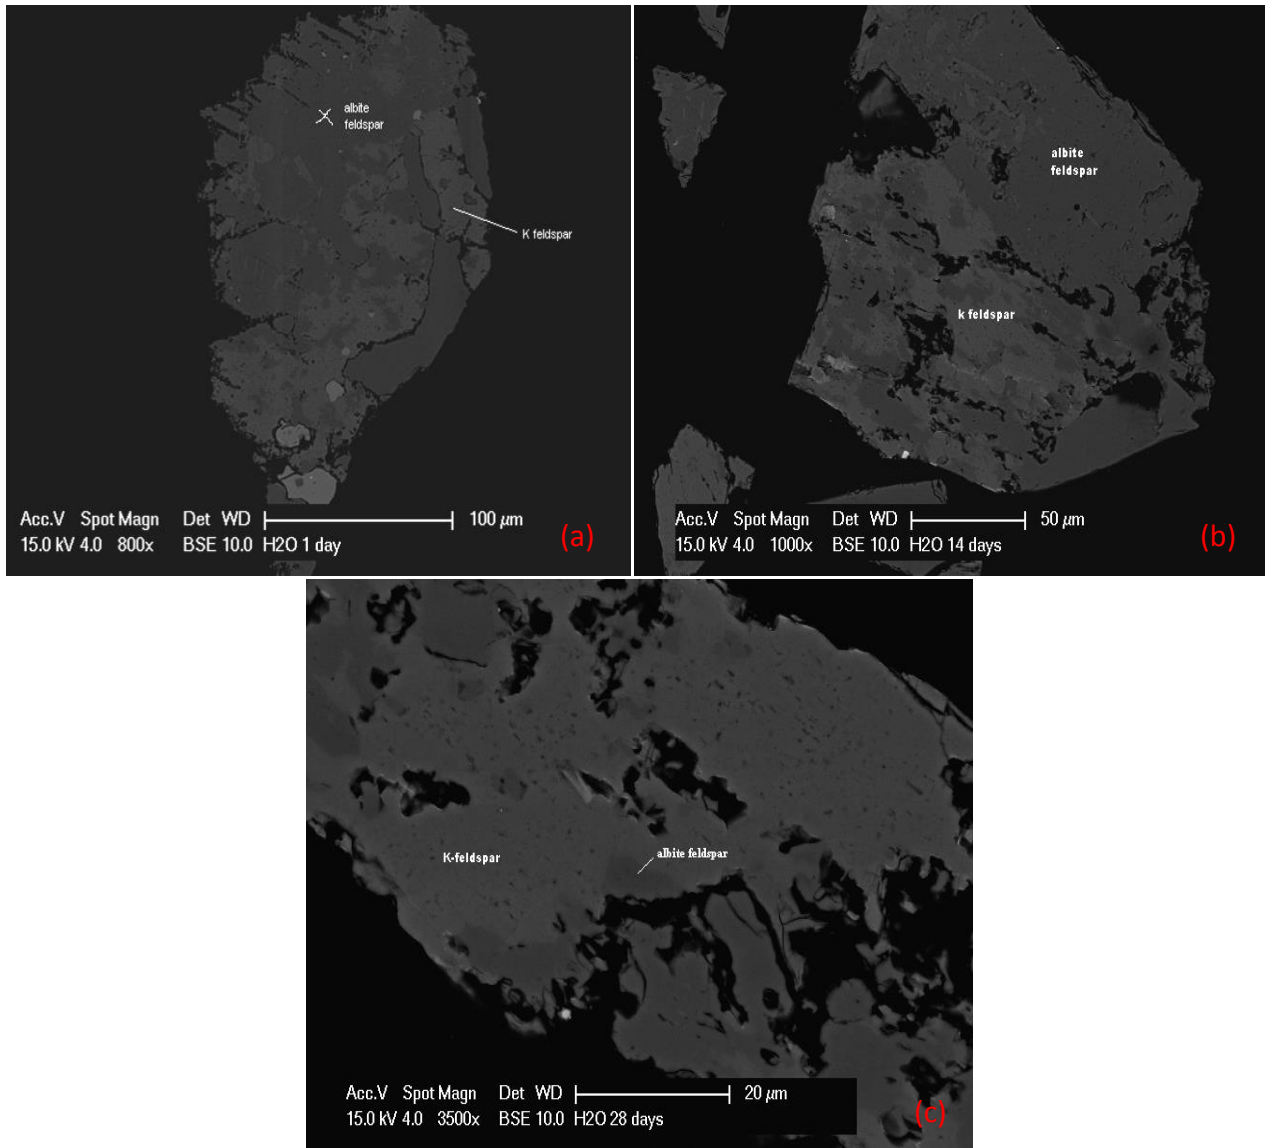 albite
feldspar
K feldspar
Acc.V Spot Magn Det WD 100 µm
15.0 kV 4.0 800x BSE 10.0 H2O 1 day
(a)
albite
feldspar
k feldspar
Acc.V Spot Magn Det WD 50 µm
15.0 kV 4.0 1000x BSE 10.0 H2O 14 days
(b)
K-feldspar
albite feldspar
Acc.V Spot Magn Det WD 20 µm
15.0 kV 4.0 3500x BSE 10.0 H2O 28 days
(c)